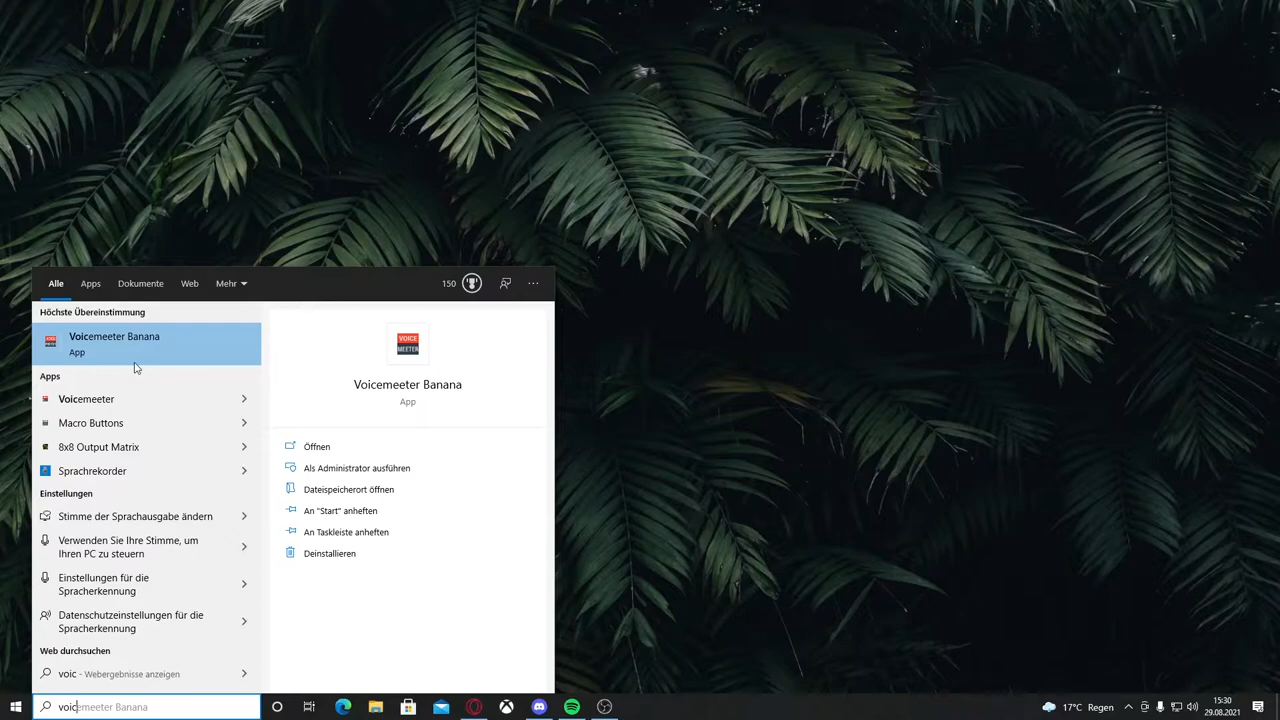 Alle Apps Dokumente Web Mehr 150 ...
Höchste Übereinstimmung
Voicemeeter Banana
App
Apps
Voicemeeter
Macro Buttons
8x8 Output Matrix
Sprachrekorder
Einstellungen
Stimme der Sprachausgabe ändern
Verwenden Sie Ihre Stimme, um
Ihren PC zu steuern
Einstellungen für die
Spracherkennung
Datenschutzeinstellungen für die
Spracherkennung
Web durchsuchen
voic - Webergebnisse anzeigen
VOICE
MEETER
Voicemeeter Banana
App
Öffnen
Als Administrator ausführen
Dateispeicherort öffnen
An "Start" anheften
An Taskleiste anheften
Deinstallieren
voicemeeter Banana
17°C Regen
15:30
29.08.2021